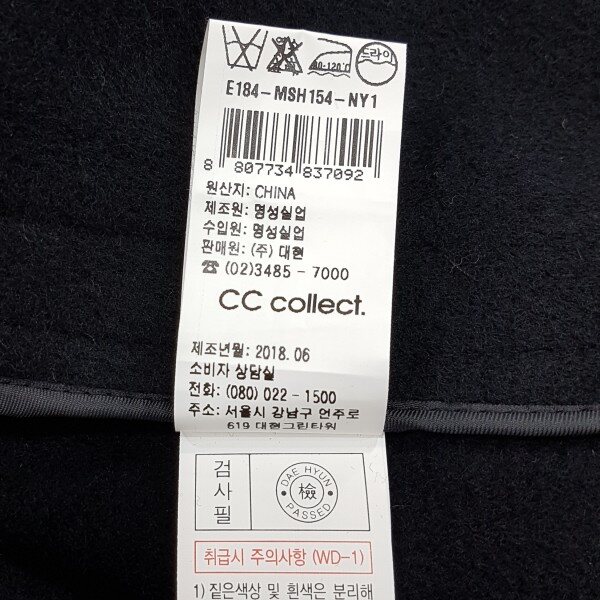 40-120°C
드라이
E184-MSH154-NY1
8 807734 837092
원산지: CHINA
제조원: 명성실업
수입원: 명성실업
판매원: (주) 대현
☎ (02)3485 - 7000
CC collect.
제조년월: 2018. 06
소비자 상담실
전화: (080) 022 - 1500
주소: 서울시 강남구 언주로
619 대현그린타워
검사필
DAE HYUN
檢
PASSED
취급시 주의사항 (WD-1)
1) 짙은색상 및 흰색은 분리해